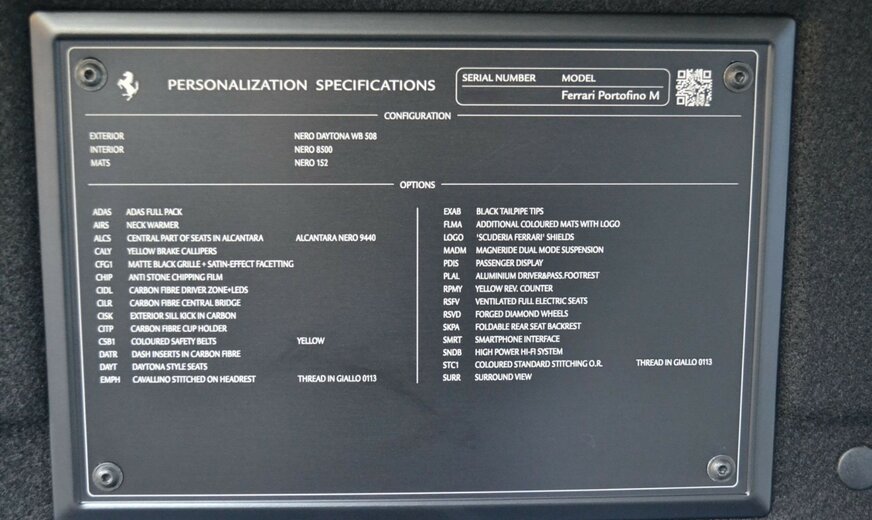 PERSONALIZATION SPECIFICATIONS
SERIAL NUMBER MODEL
Ferrari Portofino M
CONFIGURATION
EXTERIOR NERO DAYTONA WB 508
INTERIOR NERO 8500
MATS NERO 152
OPTIONS
ADAS ADAS FULL PACK
AIRS NECK WARMER
ALCS CENTRAL PART OF SEATS IN ALCANTARA ALCANTARA NERO 9440
CALY YELLOW BRAKE CALLIPERS
CFG1 MATTE BLACK GRILLE + SATIN-EFFECT FACETTING
CHIP ANTI STONE CHIPPING FILM
CIDL CARBON FIBRE DRIVER ZONE+LEDS
CILR CARBON FIBRE CENTRAL BRIDGE
CISK EXTERIOR SILL KICK IN CARBON
CITP CARBON FIBRE CUP HOLDER
CSB1 COLOURED SAFETY BELTS YELLOW
DATR DASH INSERTS IN CARBON FIBRE
DAYT DAYTONA STYLE SEATS
EMPH CAVALLINO STITCHED ON HEADREST THREAD IN GIALLO 0113
EXAB BLACK TAILPIPE TIPS
FLMA ADDITIONAL COLOURED MATS WITH LOGO
LOGO 'SCUDERIA FERRARI' SHIELDS
MADM MAGNERIDE DUAL MODE SUSPENSION
PDIS PASSENGER DISPLAY
PLAL ALUMINIUM DRIVER&PASS.FOOTREST
RPMY YELLOW REV. COUNTER
RSFV VENTILATED FULL ELECTRIC SEATS
RSVD FORGED DIAMOND WHEELS
SKPA FOLDABLE REAR SEAT BACKREST
SMRT SMARTPHONE INTERFACE
SNDB HIGH POWER HI-FI SYSTEM
STC1 COLOURED STANDARD STITCHING O.R. THREAD IN GIALLO 0113
SURR SURROUND VIEW